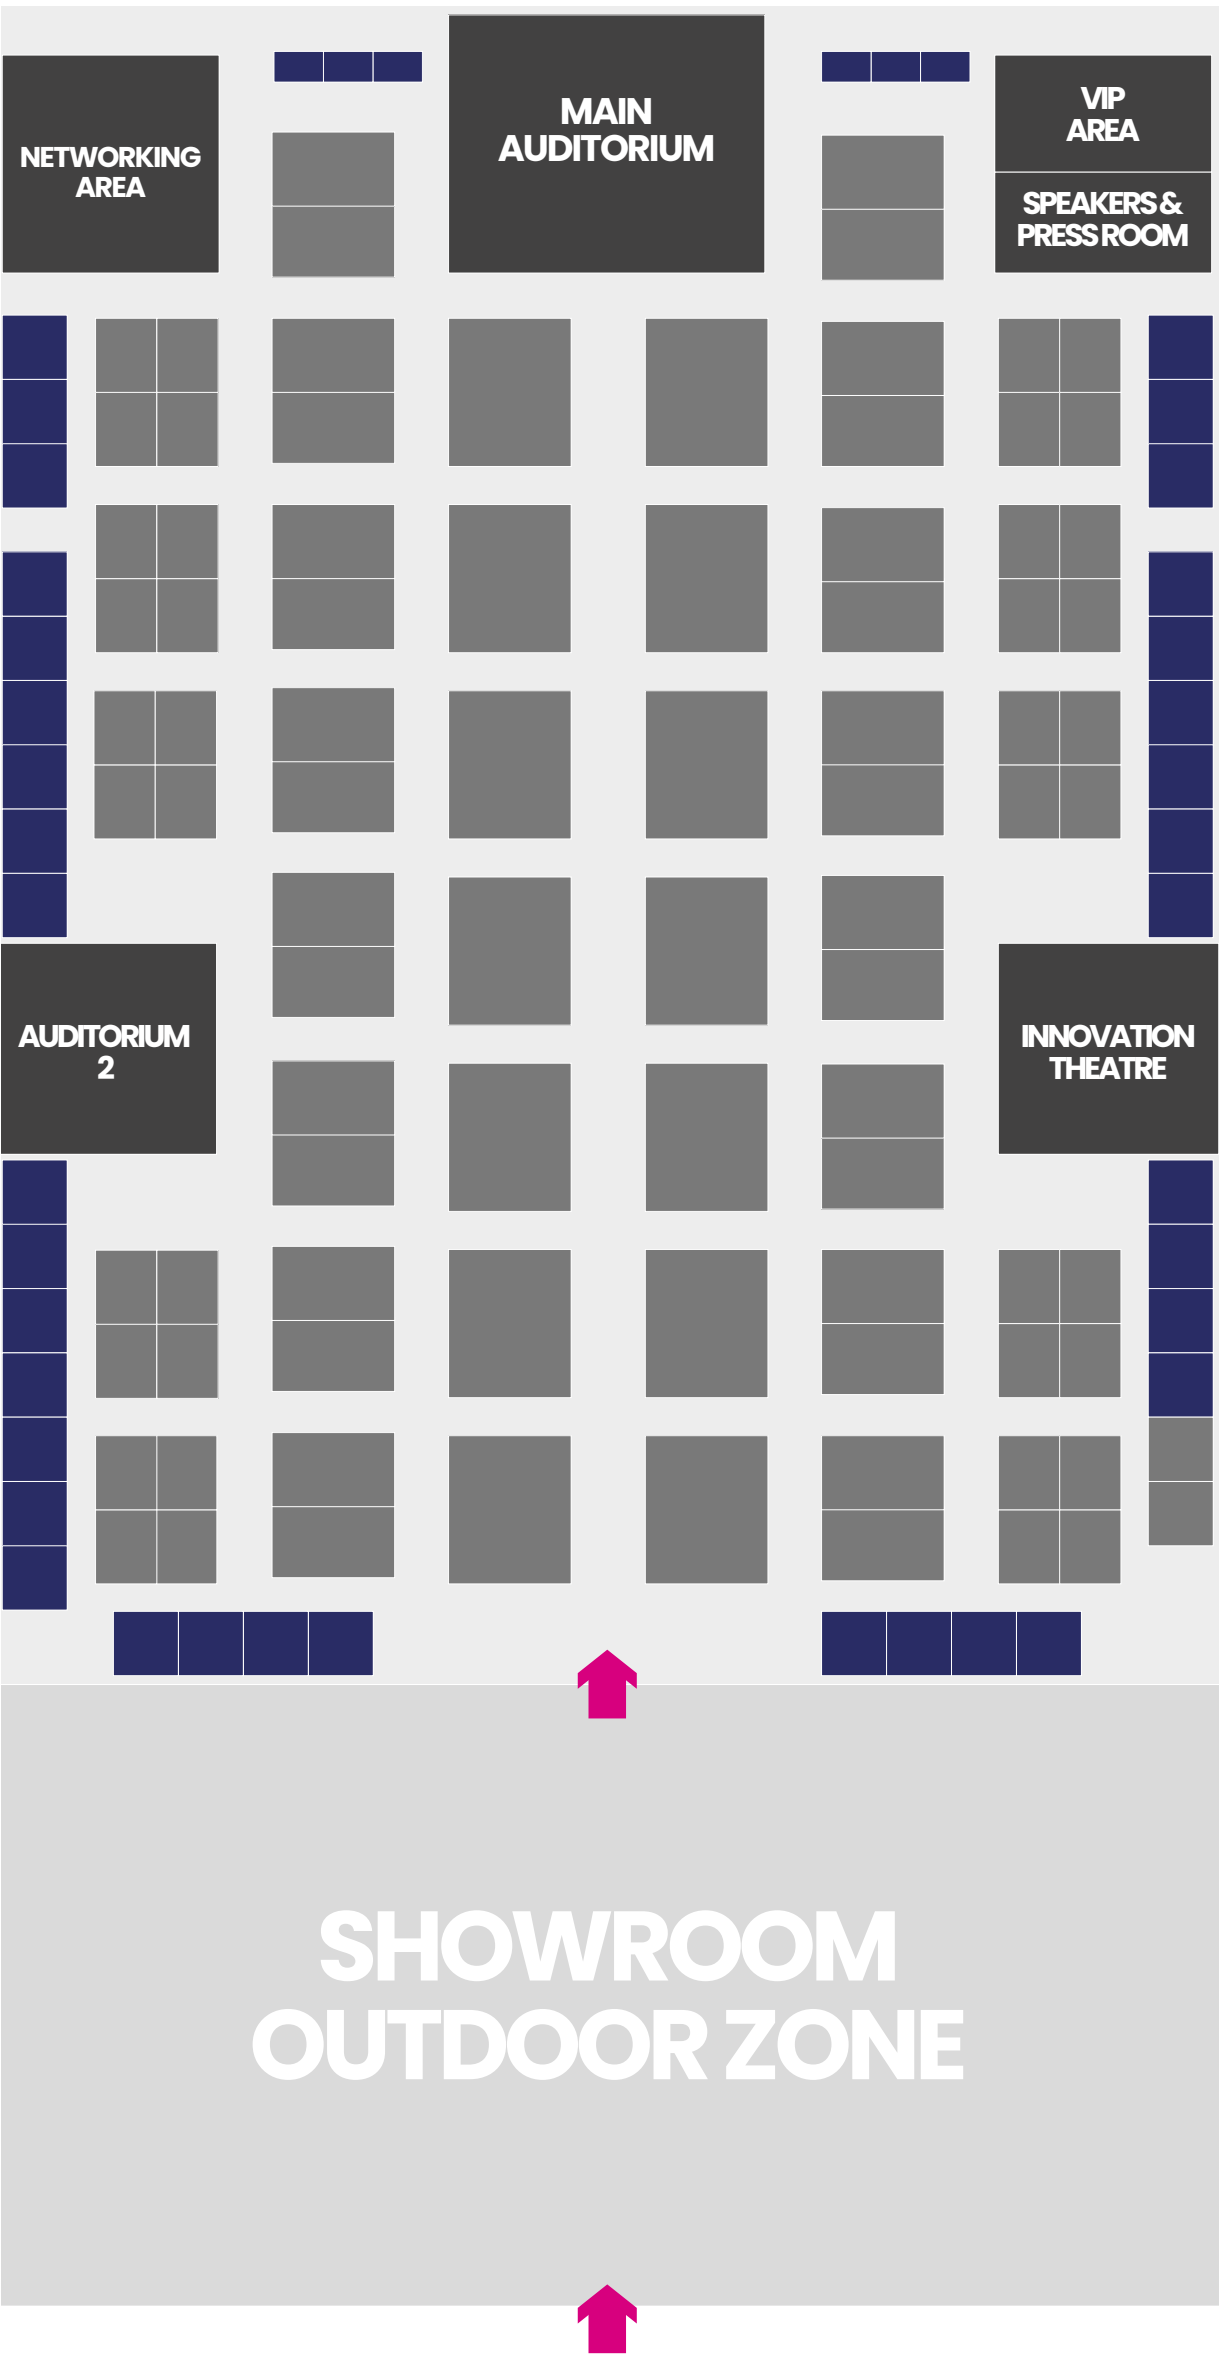 MAIN
AUDITORIUM
NETWORKING
AREA
VIP
AREA
SPEAKERS &
PRESS ROOM
AUDITORIUM
2
INNOVATION
THEATRE
SHOWROOM
OUTDOOR ZONE